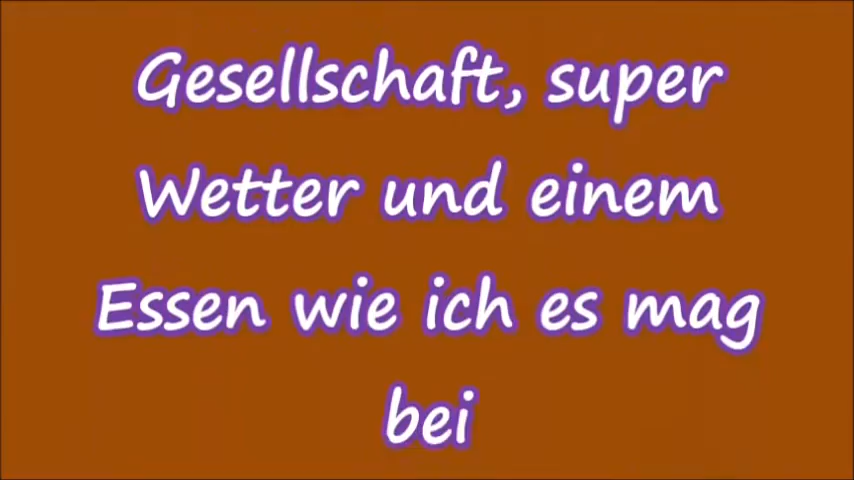 Gesellschaft, super
Wetter und einem
Essen wie ich es mag
bei